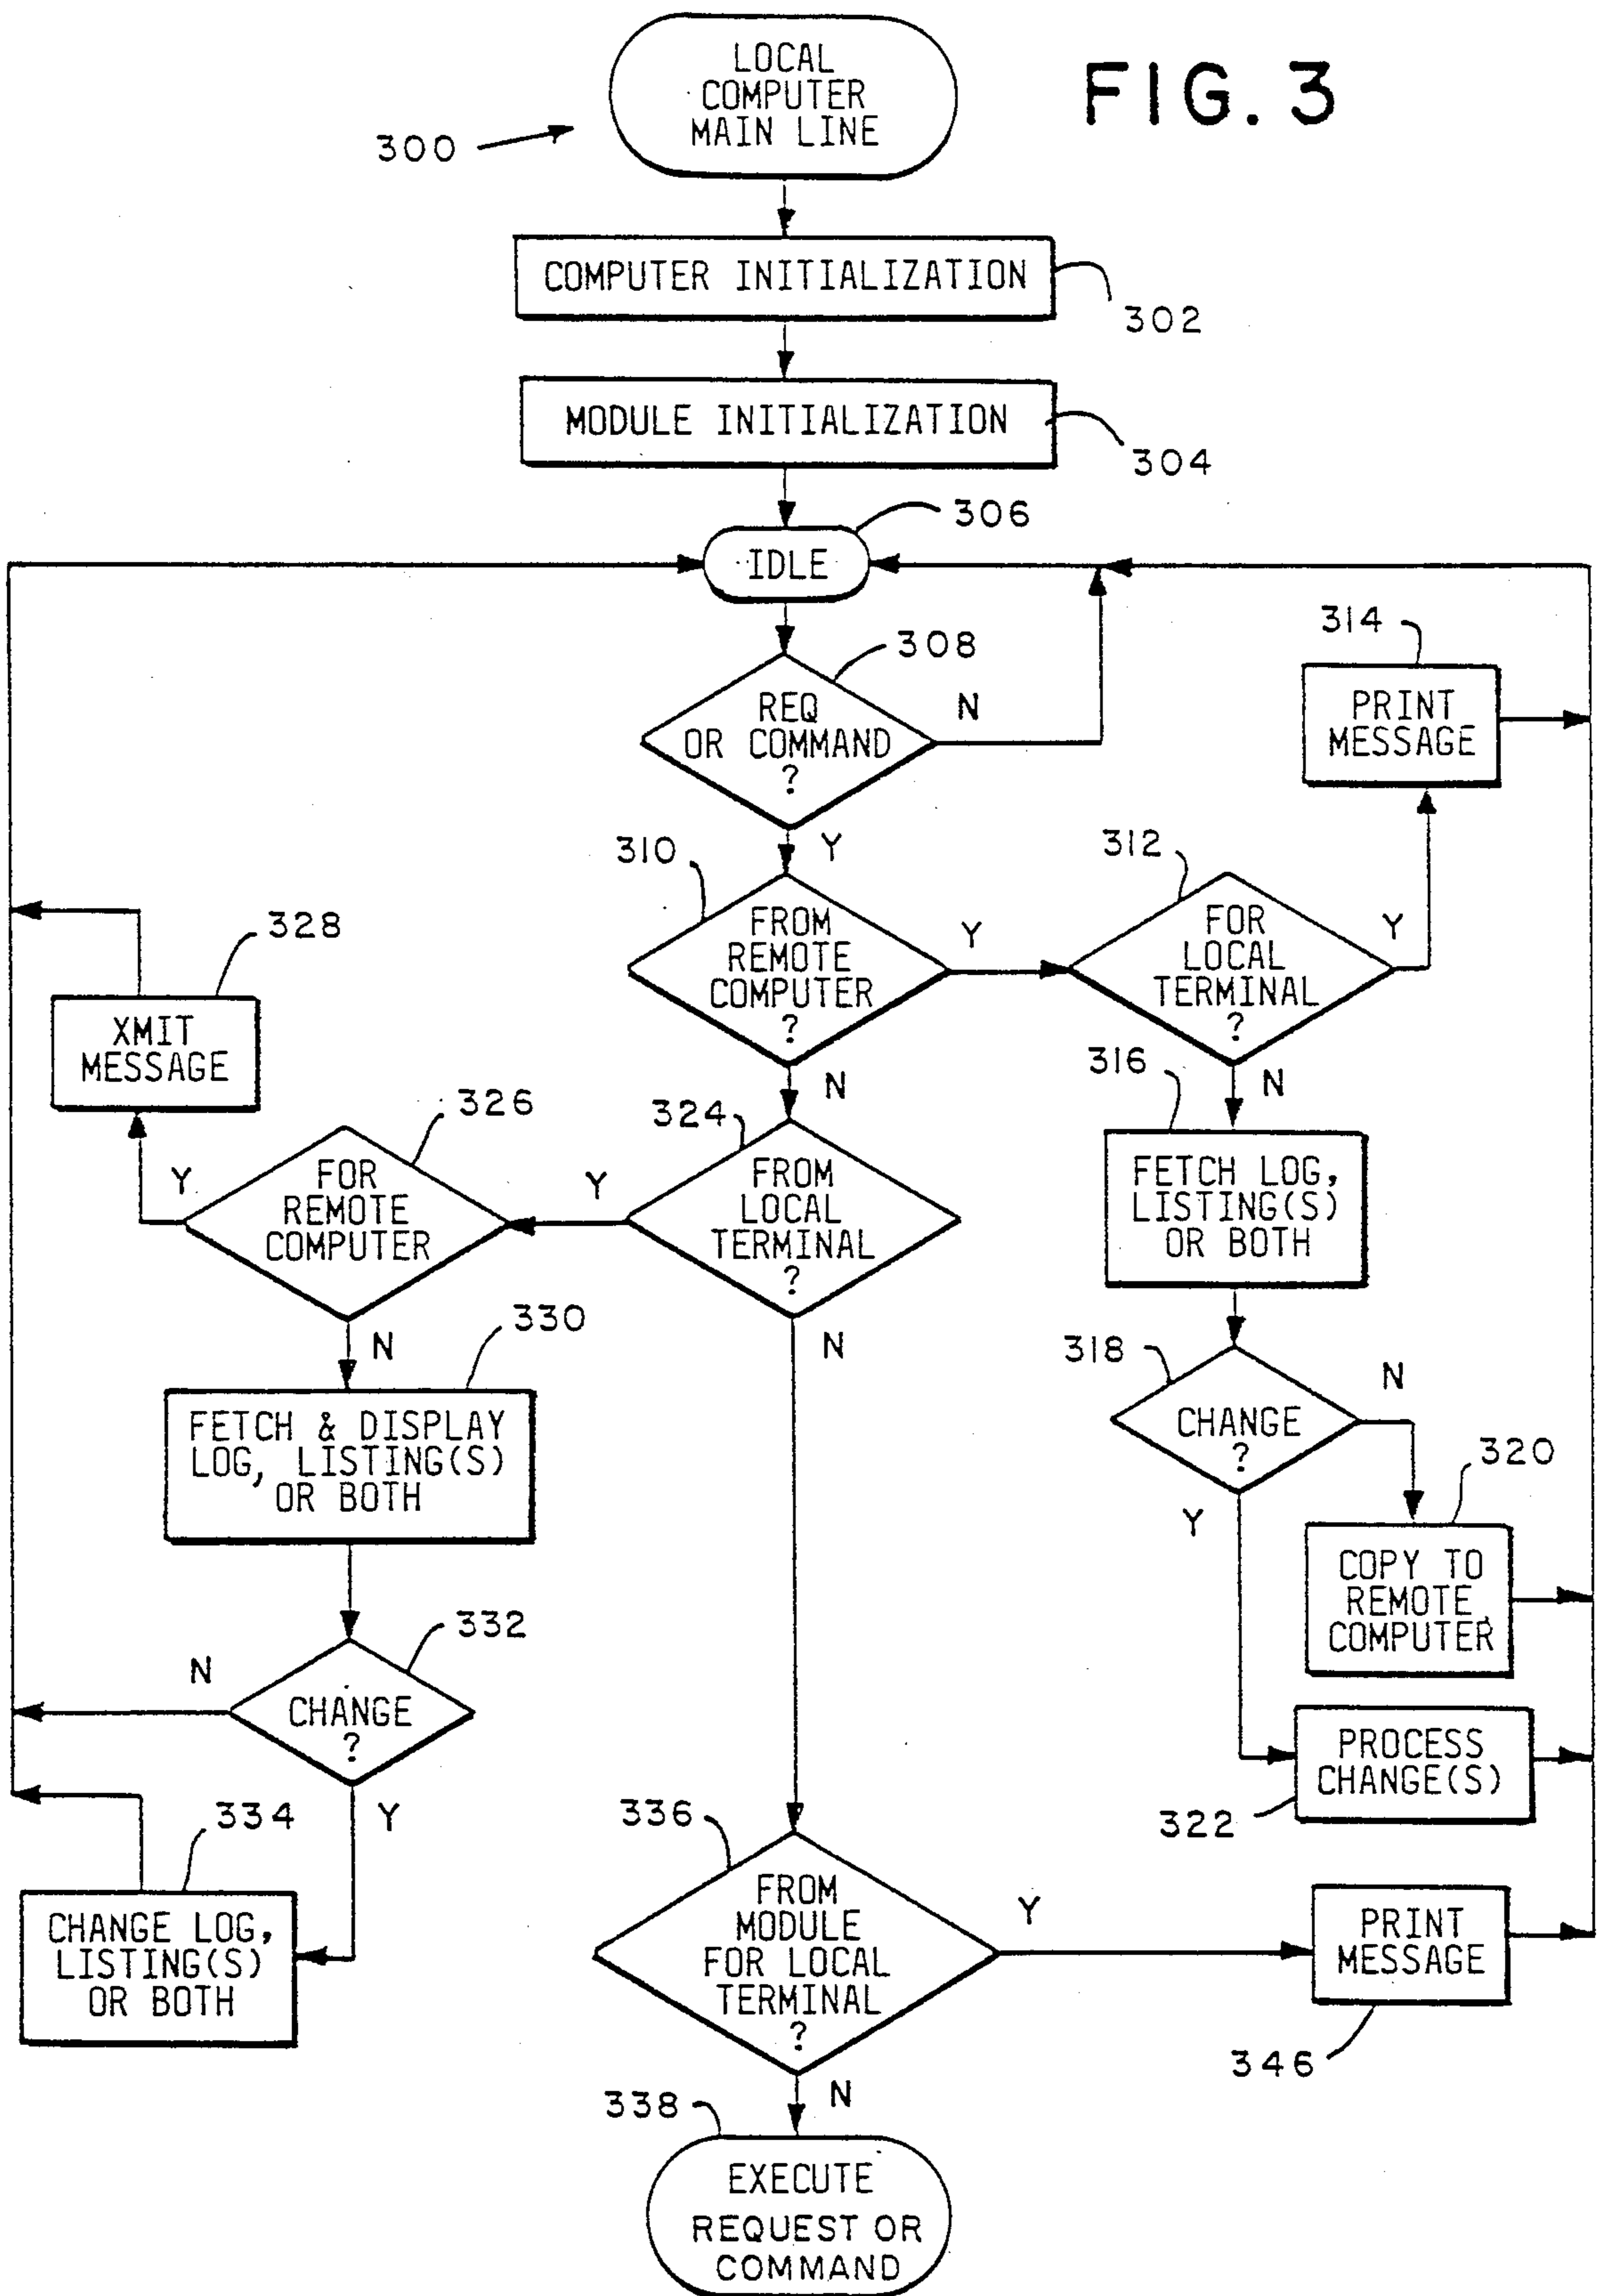 LOCAL
COMPUTER
MAIN LINE
FIG. 3
300
COMPUTER INITIALIZATION
302
MODULE INITIALIZATION
304
306
IDLE
308
REQ
OR COMMAND
?
N
Y
314
PRINT
MESSAGE
310
FROM
REMOTE
COMPUTER
?
Y
N
312
FOR
LOCAL
TERMINAL
?
Y
N
328
XMIT
MESSAGE
326
FOR
REMOTE
COMPUTER
Y
N
324
FROM
LOCAL
TERMINAL
?
Y
N
316
FETCH LOG,
LISTING(S)
OR BOTH
330
FETCH & DISPLAY
LOG, LISTING(S)
OR BOTH
318
CHANGE
?
N
Y
320
COPY TO
REMOTE
COMPUTER
332
CHANGE
?
N
Y
PROCESS
CHANGE(S)
322
334
CHANGE LOG,
LISTING(S)
OR BOTH
336
FROM
MODULE
FOR LOCAL
TERMINAL
?
Y
N
PRINT
MESSAGE
346
338
EXECUTE
REQUEST OR
COMMAND